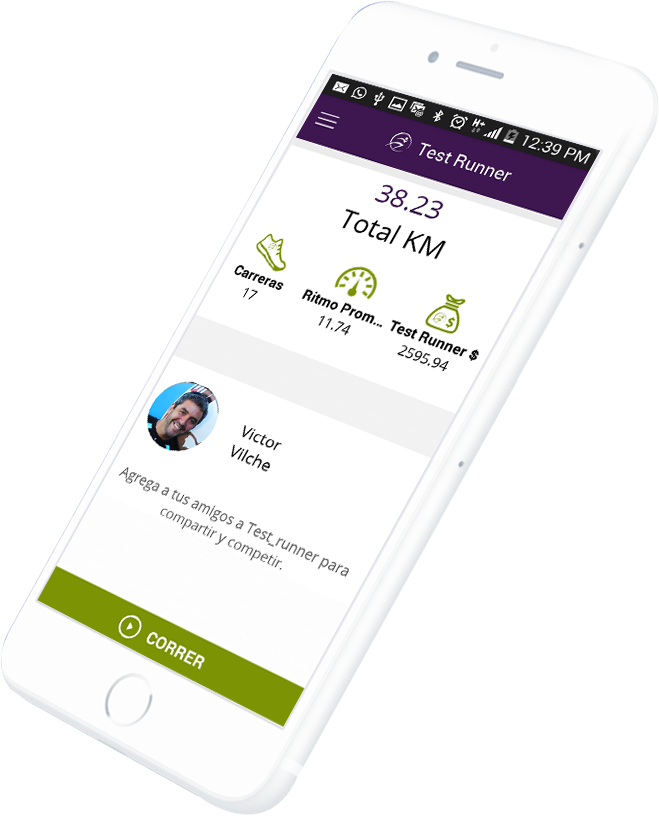 12:39 PM
Test Runner
38.23
Total KM
Carreras
17
Ritmo Prom...
11.74
Test Runner $
2595.94
Victor
Vilche
Agrega a tus amigos a Test_runner para
compartir y competir.
CORRER